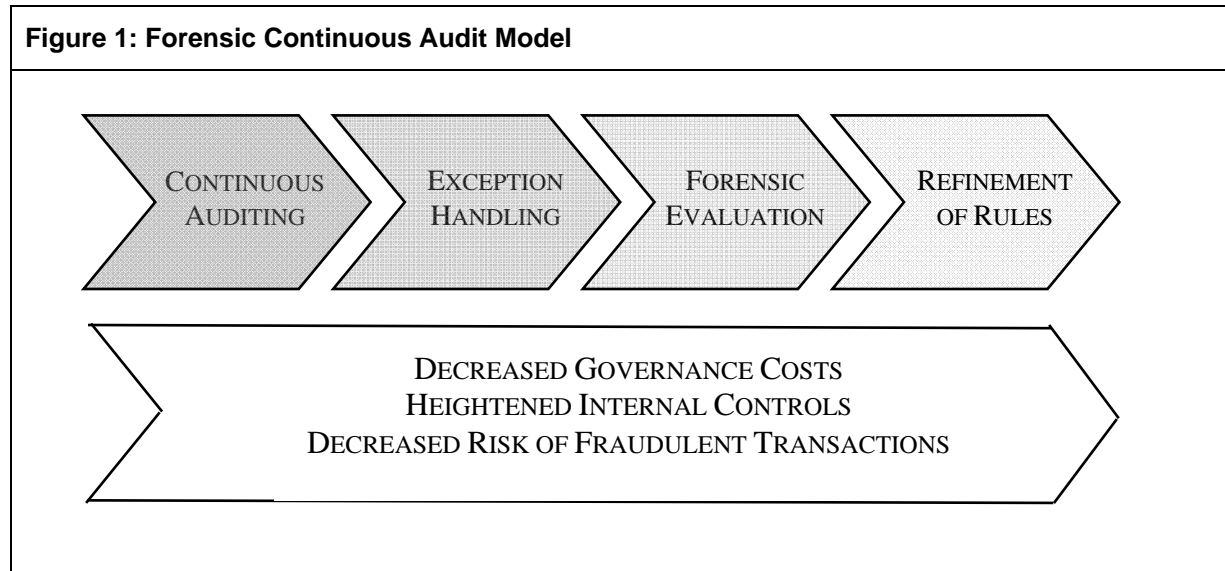 Figure 1: Forensic Continuous Audit Model
CONTINUOUS
AUDITING
EXCEPTION
HANDLING
FORENSIC
EVALUATION
REFINEMENT
OF RULES
DECREASED GOVERNANCE COSTS
HEIGHTENED INTERNAL CONTROLS
DECREASED RISK OF FRAUDULENT TRANSACTIONS